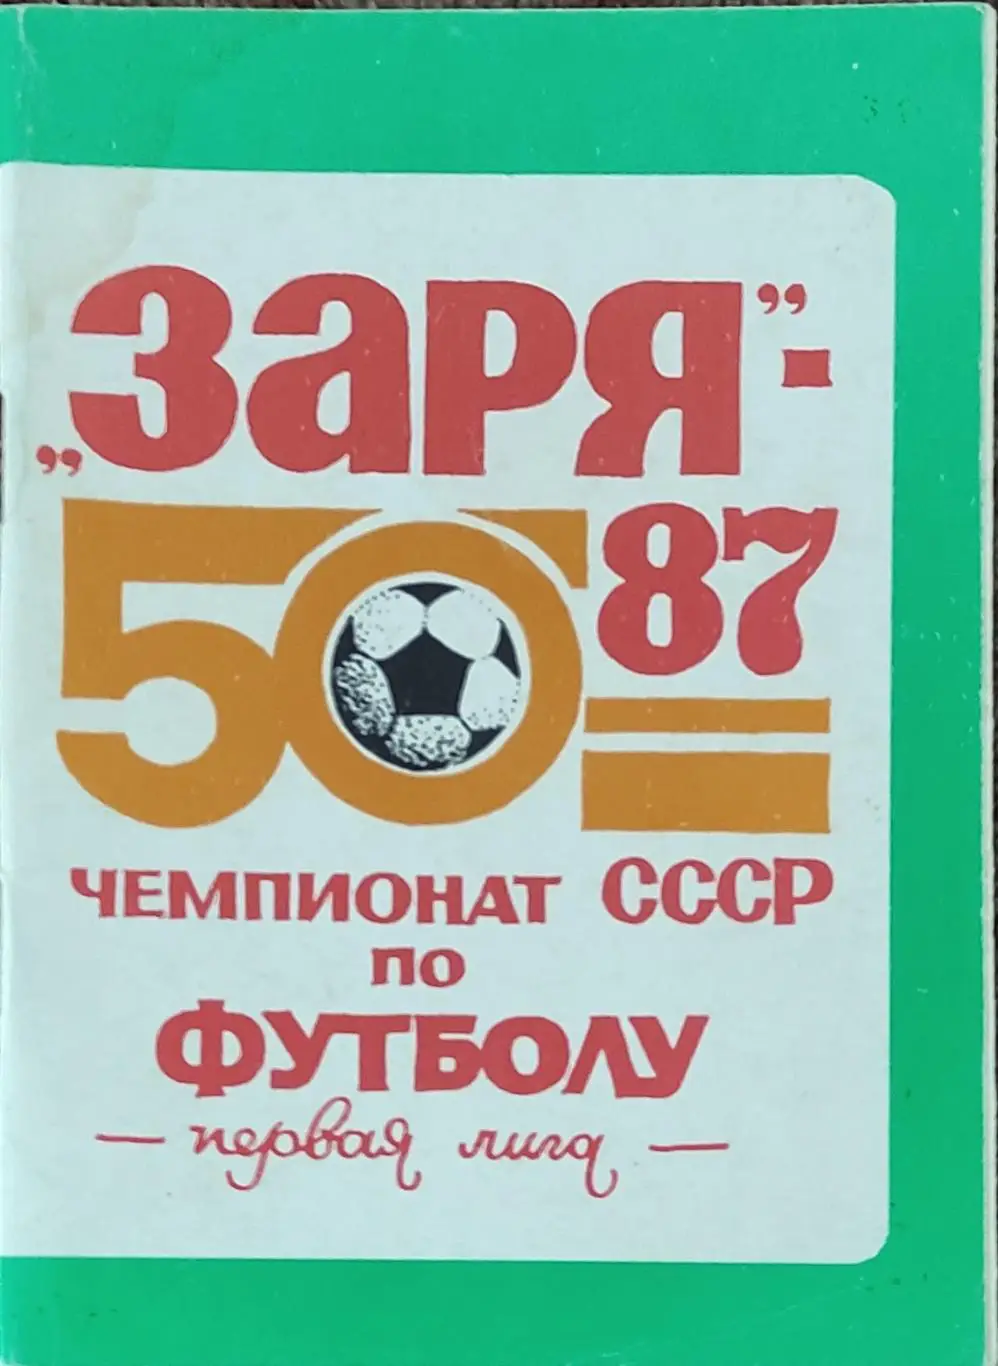 „ЗАРЯ”-
50 87
ЧЕМПИОНАТ СССР
ПО
ФУТБОЛУ
— первая лига —